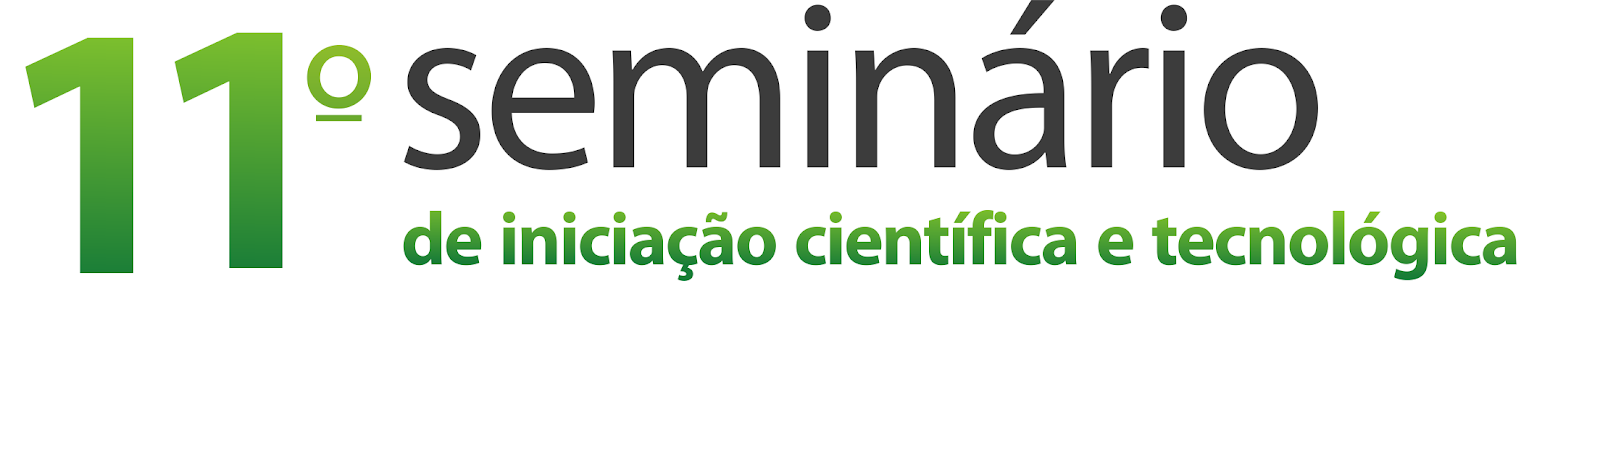 11º seminário
de iniciação científica e tecnológica